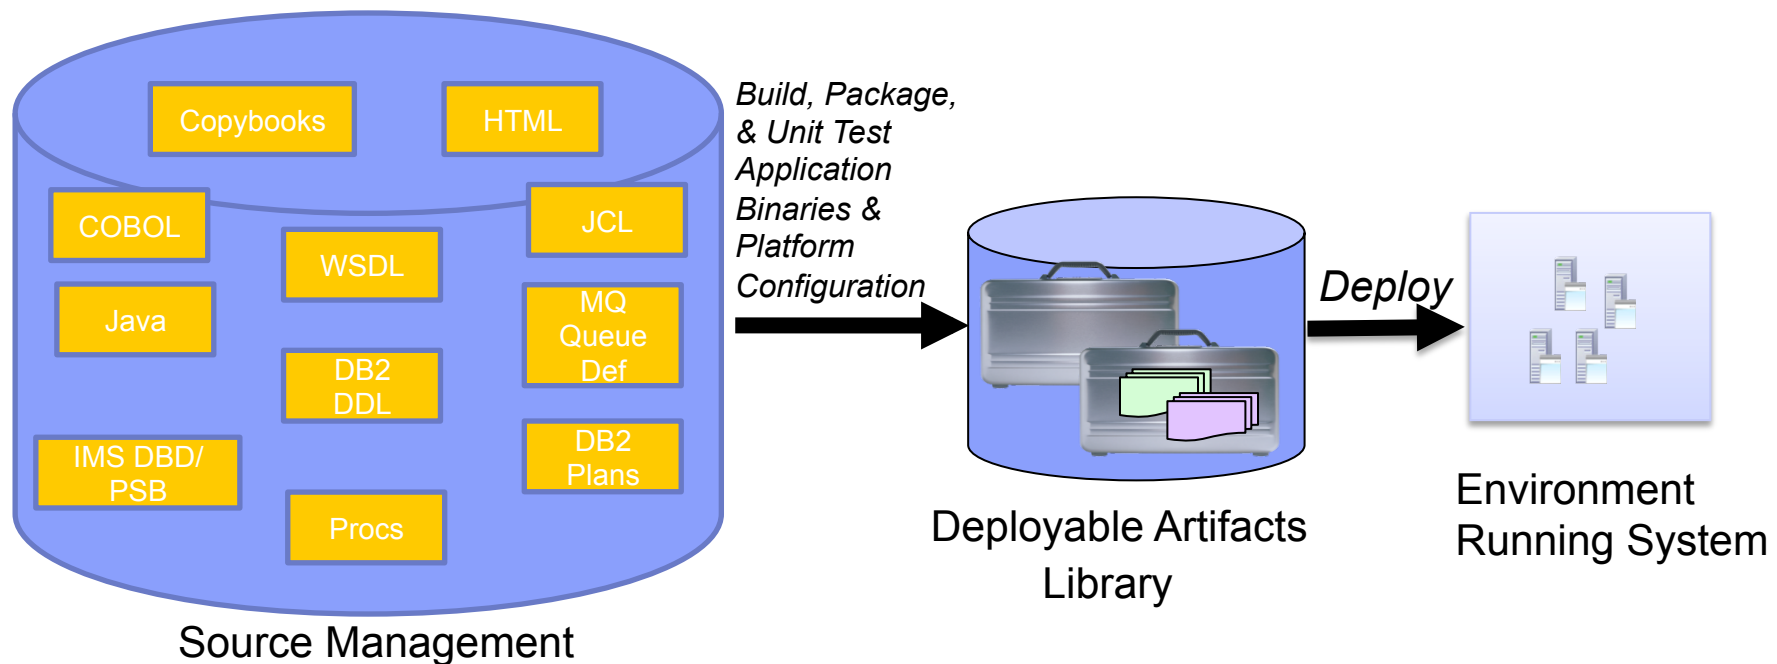 Copybooks
HTML
COBOL
JCL
WSDL
Java
MQ
Queue
Def
DB2
DDL
IMS DBD/
PSB
DB2
Plans
Procs
Source Management
Build, Package,
& Unit Test
Application
Binaries &
Platform
Configuration
Deployable Artifacts
Library
Deploy
Environment
Running System